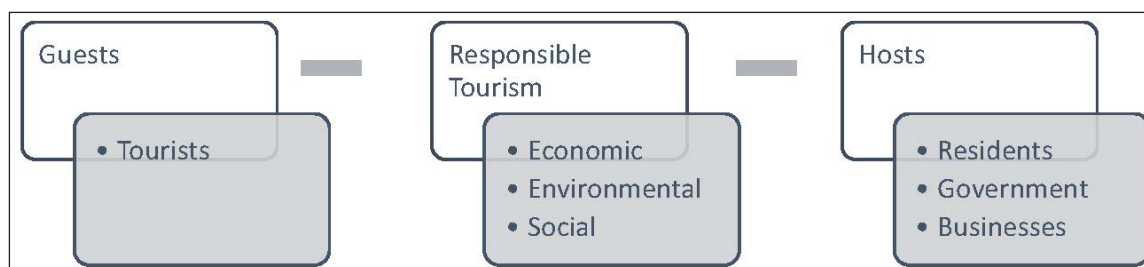 Guests
• Tourists
Responsible
Tourism
• Economic
• Environmental
• Social
Hosts
• Residents
• Government
• Businesses